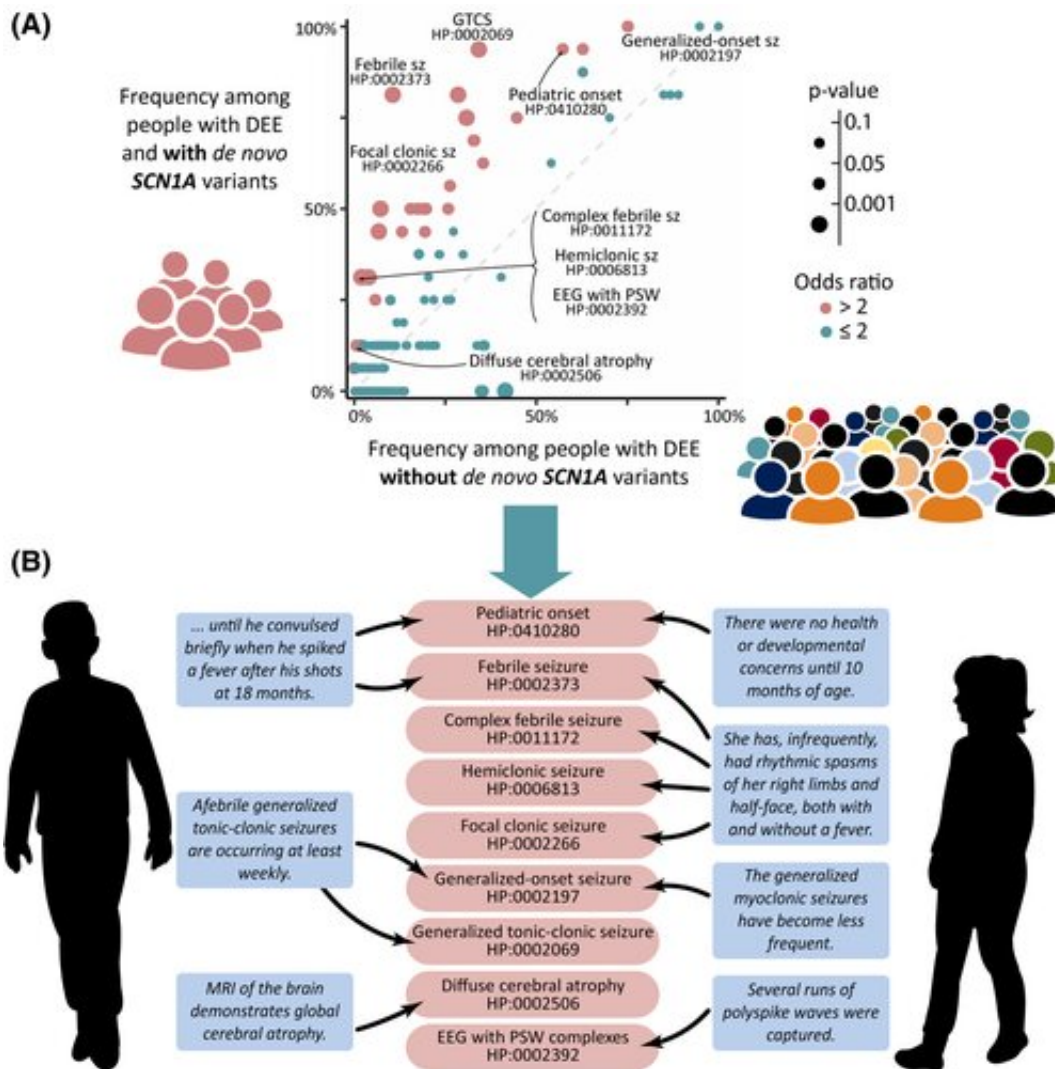 (A)
100%
50%
0%
0%
50%
100%
GTCS
HP:0002069
Febrile sz
HP:0002373
Focal clonic sz
HP:0002266
Generalized-onset sz
HP:0002197
Pediatric onset
HP:0410280
Complex febrile sz
HP:0011172
Hemiclonic sz
HP:0006813
EEG with PSW
HP:0002392
Diffuse cerebral atrophy
HP:0002506
Frequency among
people with DEE
and with de novo
SCN1A variants
p-value
0.1
0.05
0.001
Odds ratio
> 2
≤ 2
Frequency among people with DEE
without de novo SCN1A variants
(B)
... until he convulsed
briefly when he spiked
a fever after his shots
at 18 months.
Afebrile generalized
tonic-clonic seizures
are occurring at least
weekly.
MRI of the brain
demonstrates global
cerebral atrophy.
Pediatric onset
HP:0410280
Febrile seizure
HP:0002373
Complex febrile seizure
HP:0011172
Hemiclonic seizure
HP:0006813
Focal clonic seizure
HP:0002266
Generalized-onset seizure
HP:0002197
Generalized tonic-clonic seizure
HP:0002069
Diffuse cerebral atrophy
HP:0002506
EEG with PSW complexes
HP:0002392
There were no health
or developmental
concerns until 10
months of age.
She has, infrequently,
had rhythmic spasms
of her right limbs and
half-face, both with
and without a fever.
The generalized
myoclonic seizures
have become less
frequent.
Several runs of
polyspike waves were
captured.